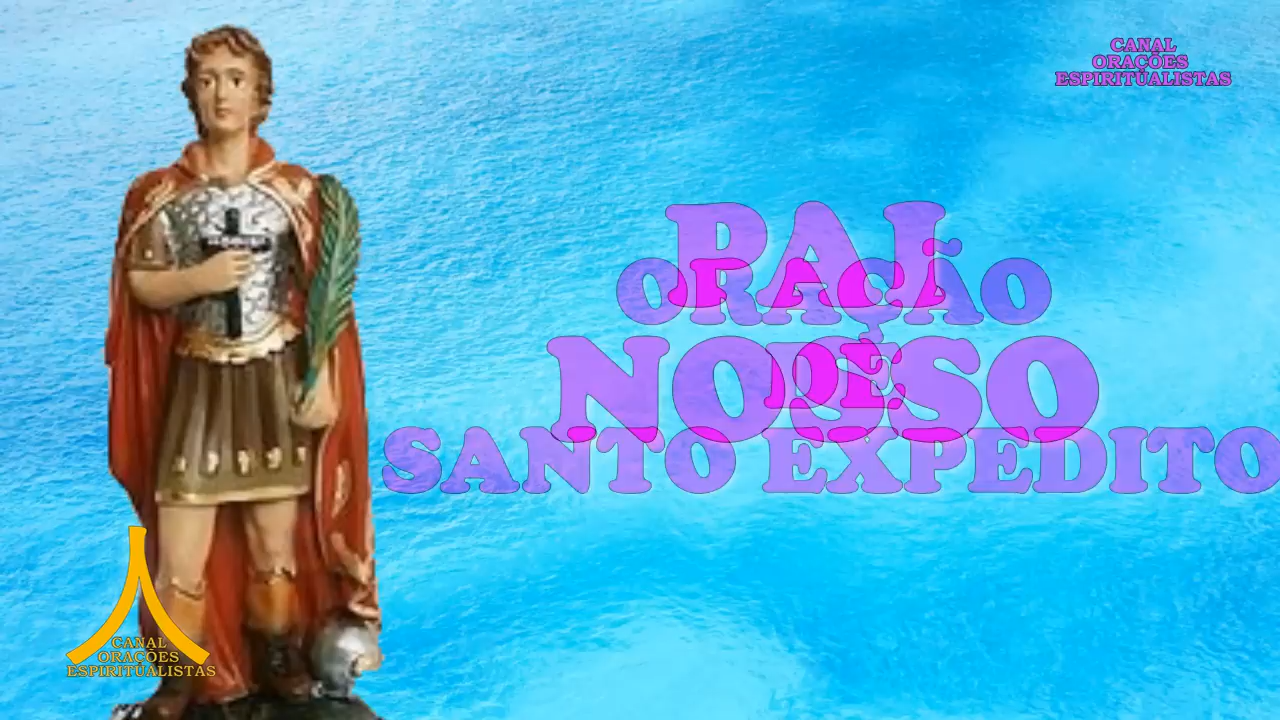 CANAL
ORAÇÕES
ESPIRITUALISTAS
PAI
NOSSO
ORAÇÃO
DE
SANTO EXPEDITO
CANAL
ORAÇÕES
ESPIRITUALISTAS